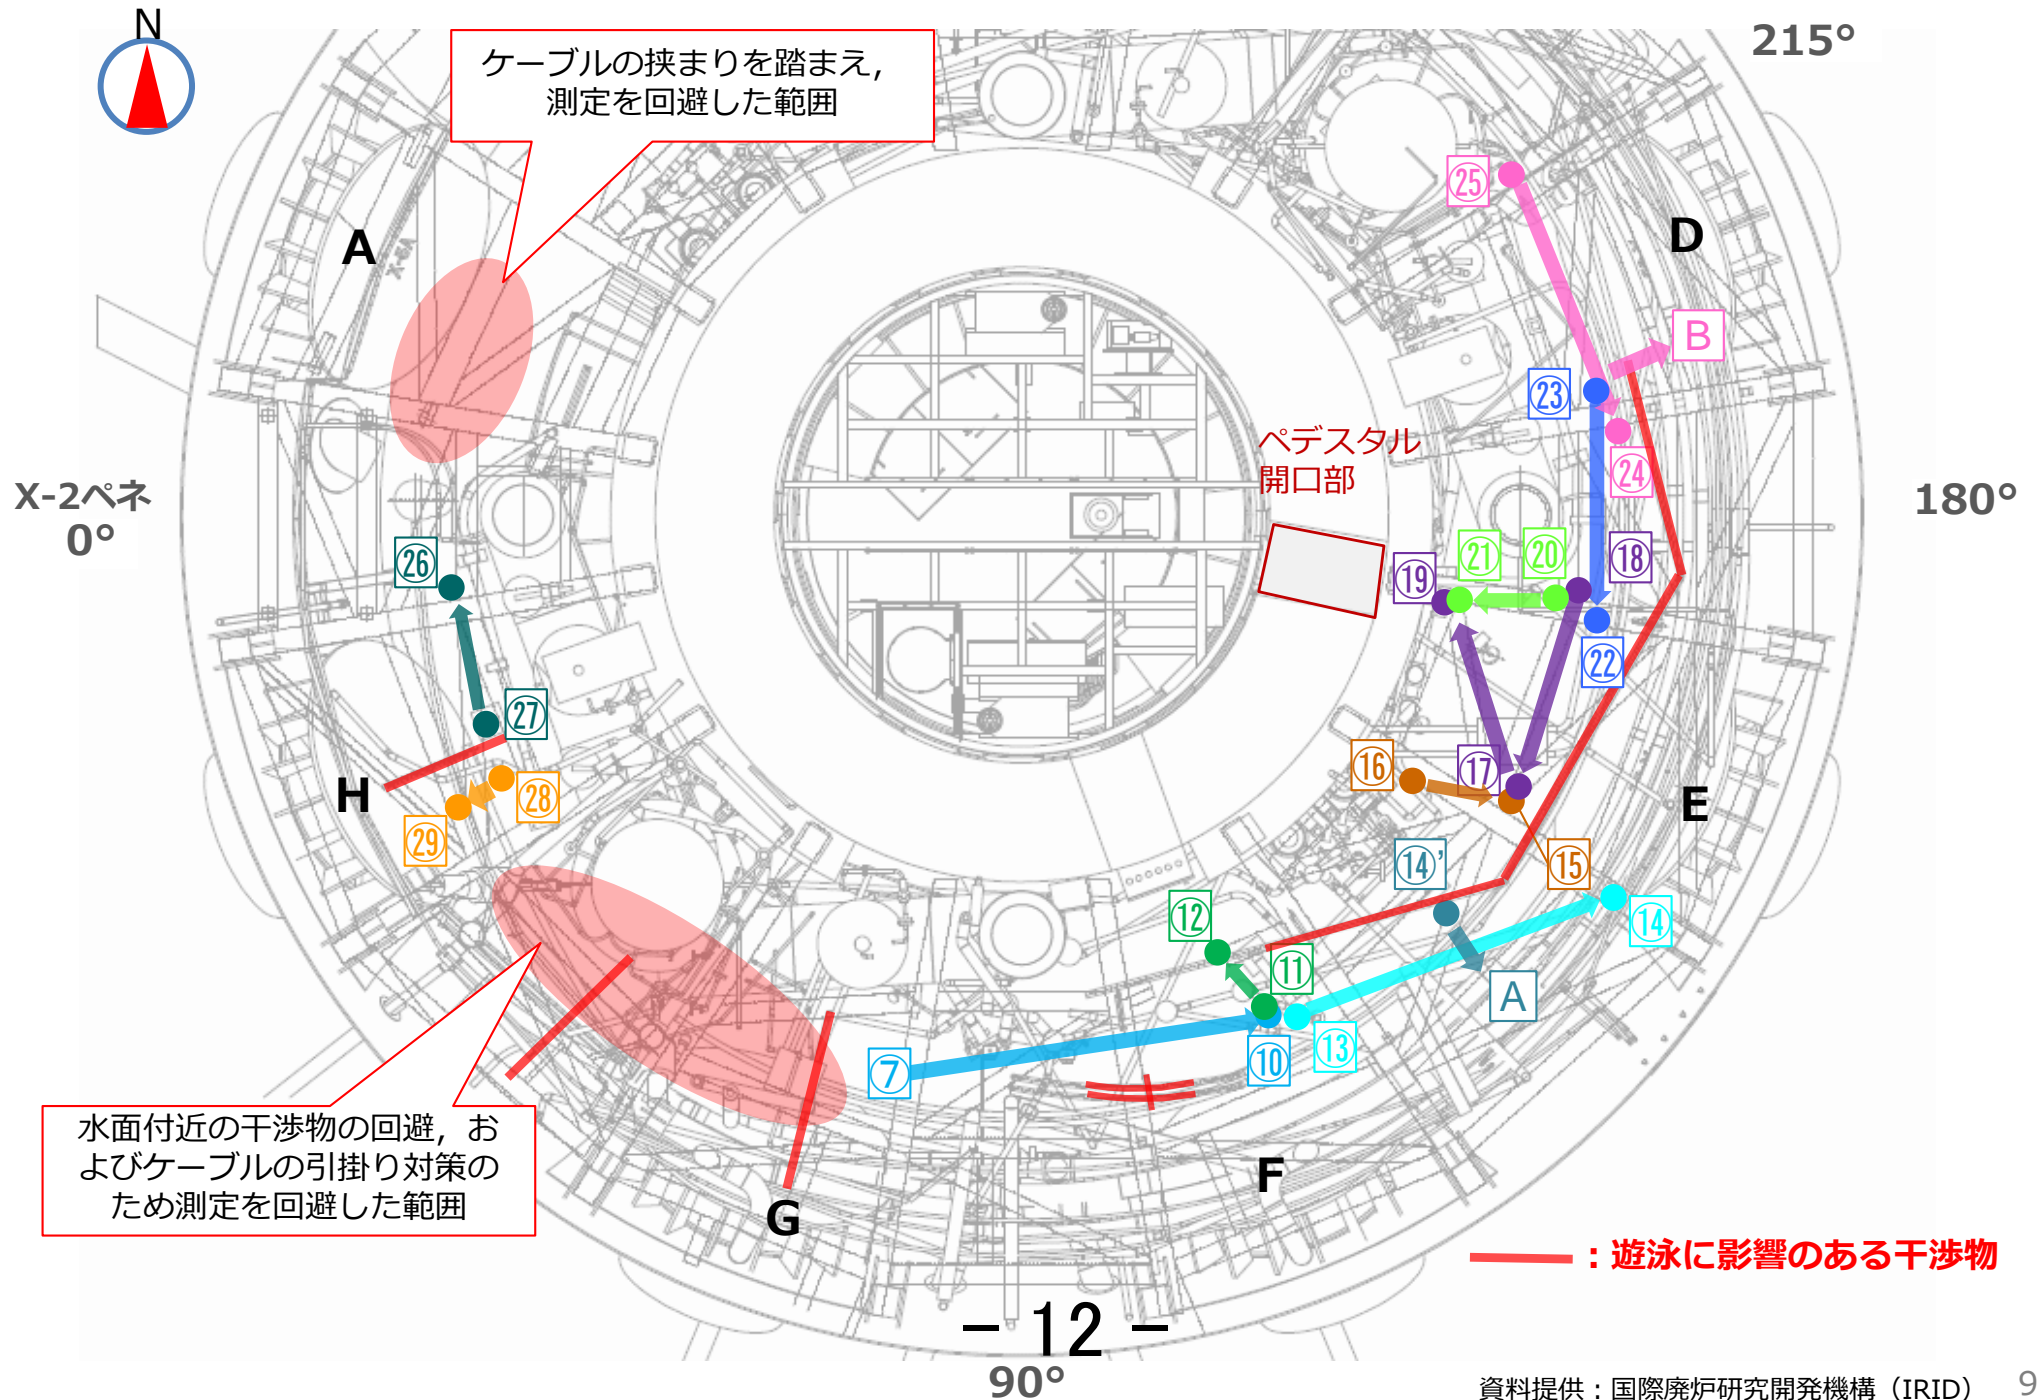 N
ケーブルの挟まりを踏まえ,
測定を回避した範囲
215°
㉕
A
X-6A
D
B
㉓
ペデスタル
開口部
㉔
X-2ペネ
0°
180°
㉖
⑲
㉑
⑳
⑱
㉒
㉗
H
⑯
⑰
E
㉘
㉙
⑭'
⑮
⑫
⑪
⑭
A
⑦
⑩
⑬
水面付近の干渉物の回避,お
よびケーブルの引掛り対策の
ため測定を回避した範囲
F
G
:遊泳に影響のある干渉物
− 12 −
90°
資料提供:国際廃炉研究開発機構(IRID)
9